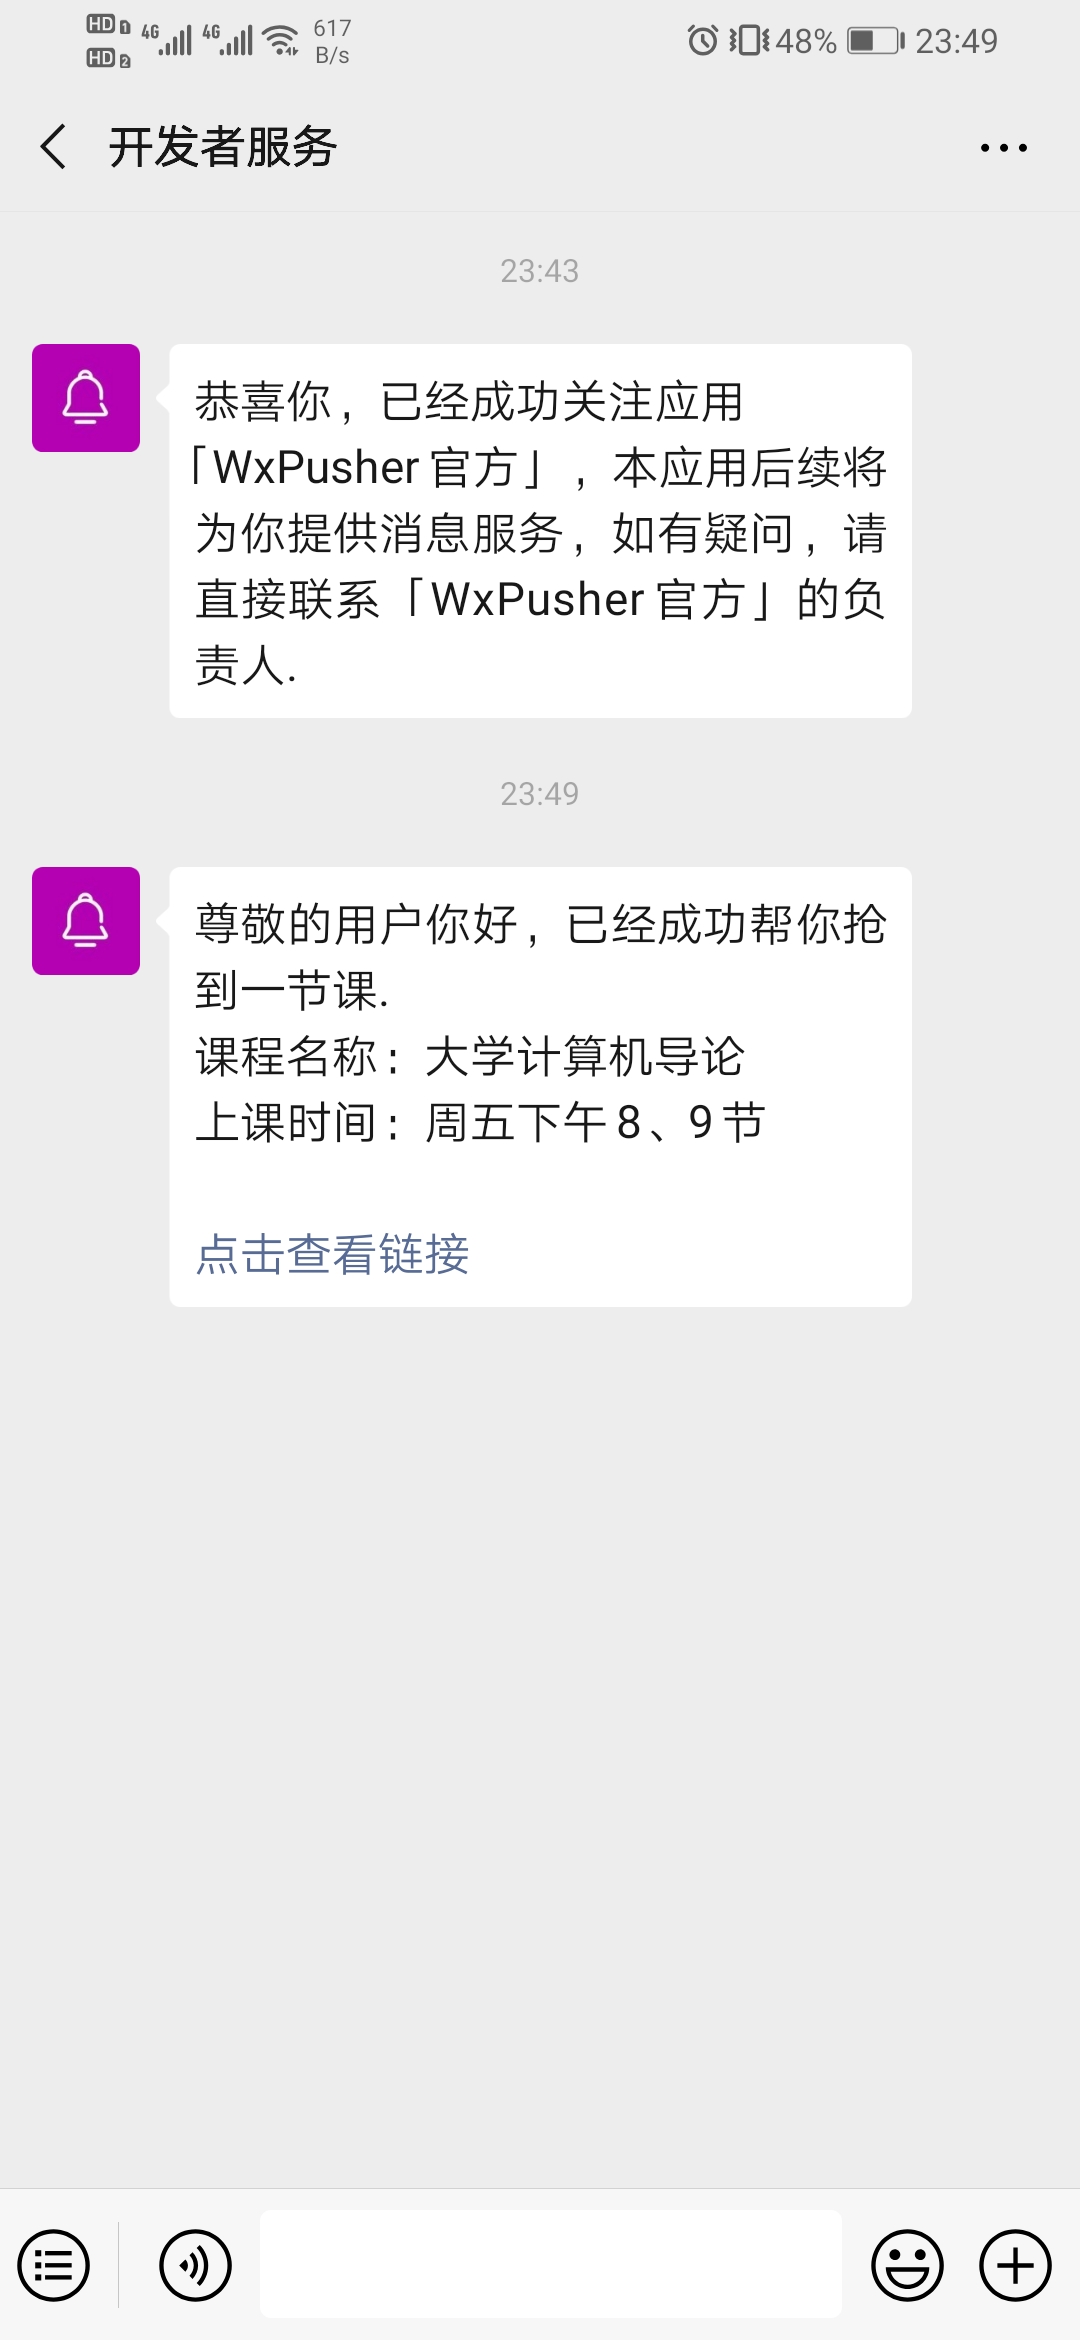 HD 1 4G 4G 617
HD 2 B/s
48% 23:49
开发者服务
23:43
恭喜你，已经成功关注应用
「WxPusher官方」，本应用后续将
为你提供消息服务，如有疑问，请
直接联系「WxPusher官方」的负
责人.
23:49
尊敬的用户你好，已经成功帮你抢
到一节课.
课程名称：大学计算机导论
上课时间：周五下午8、9节
点击查看链接